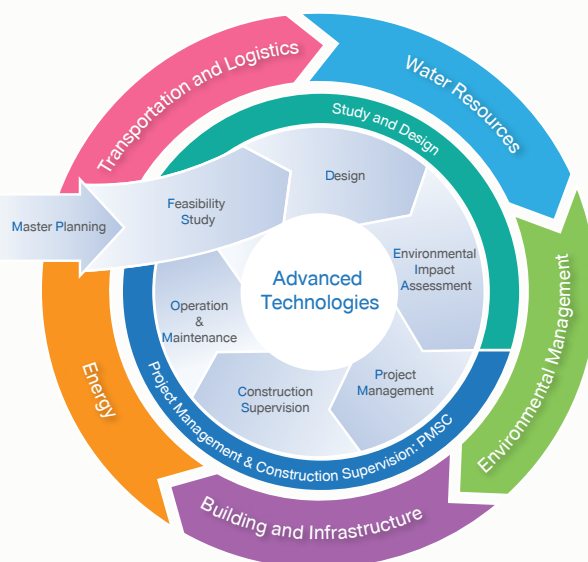 Transportation and Logistics
Water Resources
Study and Design
Design
Feasibility
Study
Master Planning
Environmental
Impact
Assessment
Advanced
Technologies
Operation
&
Maintenance
Project
Management
Construction
Supervision
Project Management & Construction Supervision: PMSC
Environmental Management
Energy
Building and Infrastructure